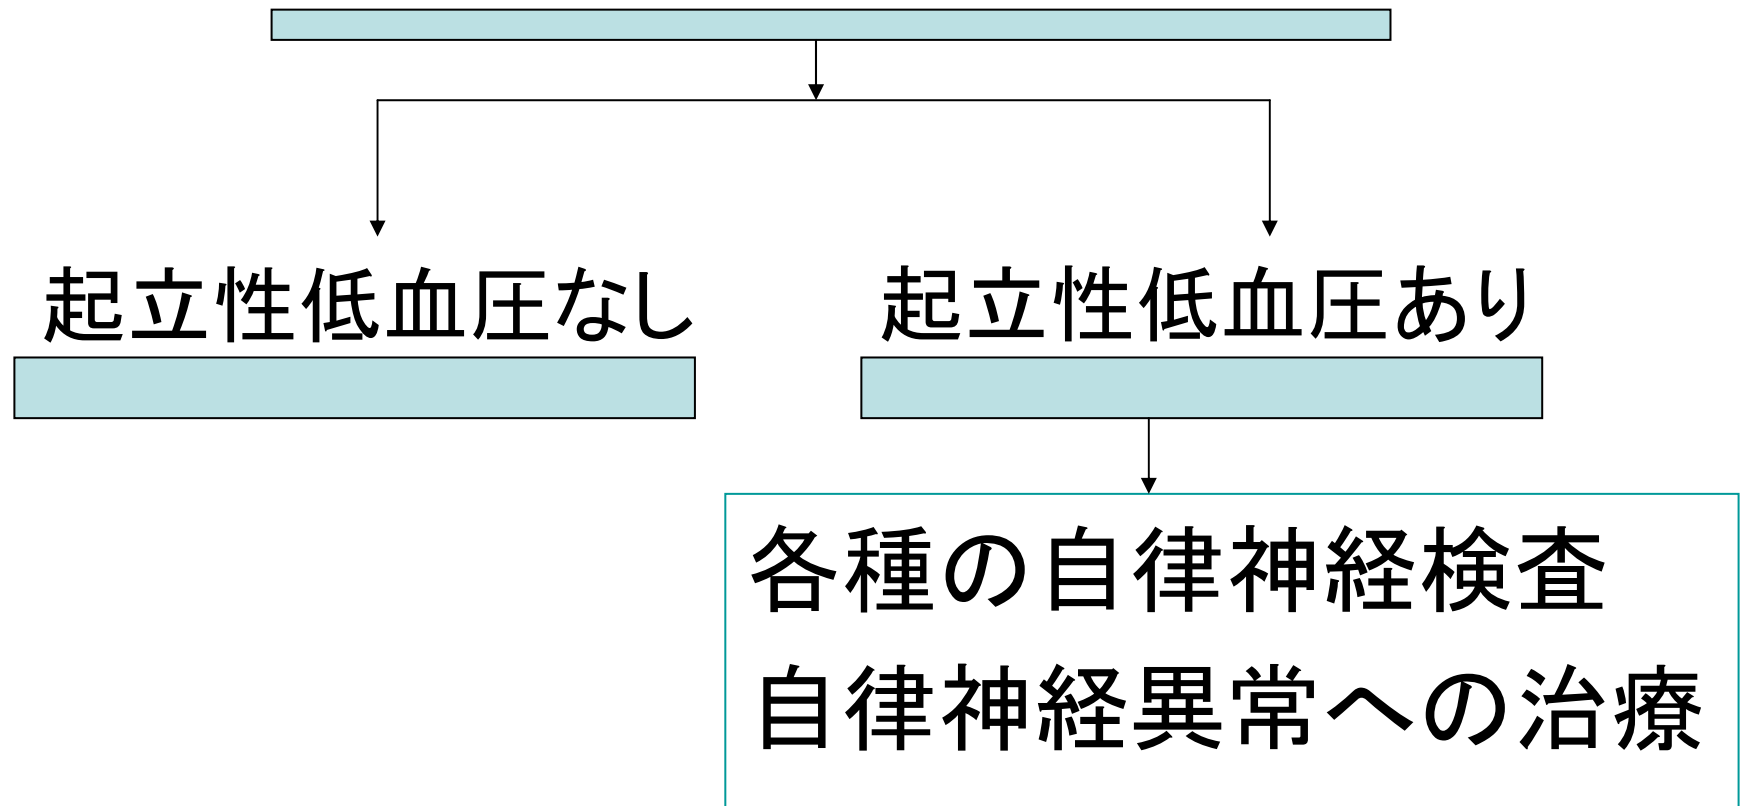 起立性低血圧なし
起立性低血圧あり
各種の自律神経検査
自律神経異常への治療